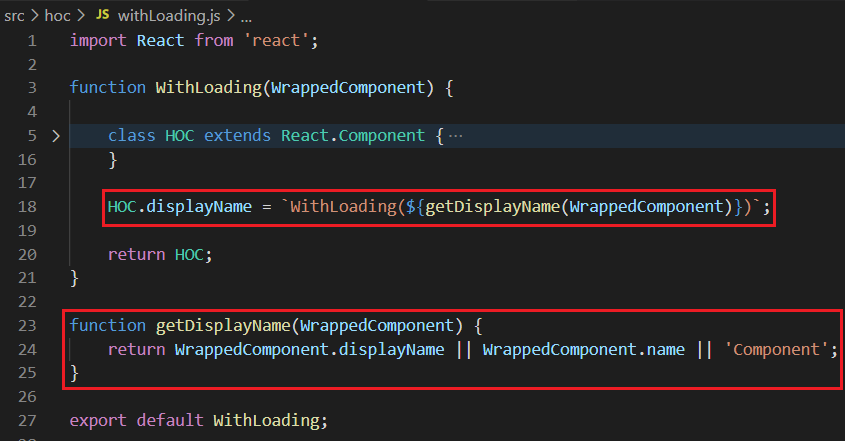 src > hoc > JS withLoading.js > ...
1 import React from 'react';
2
3 function WithLoading(WrappedComponent) {
4
5 > class HOC extends React.Component { ···
16 }
17
18 HOC.displayName = `WithLoading(${getDisplayName(WrappedComponent)})`;
19
20 return HOC;
21 }
22
23 function getDisplayName(WrappedComponent) {
24 return WrappedComponent.displayName || WrappedComponent.name || 'Component';
25 }
26
27 export default WithLoading;